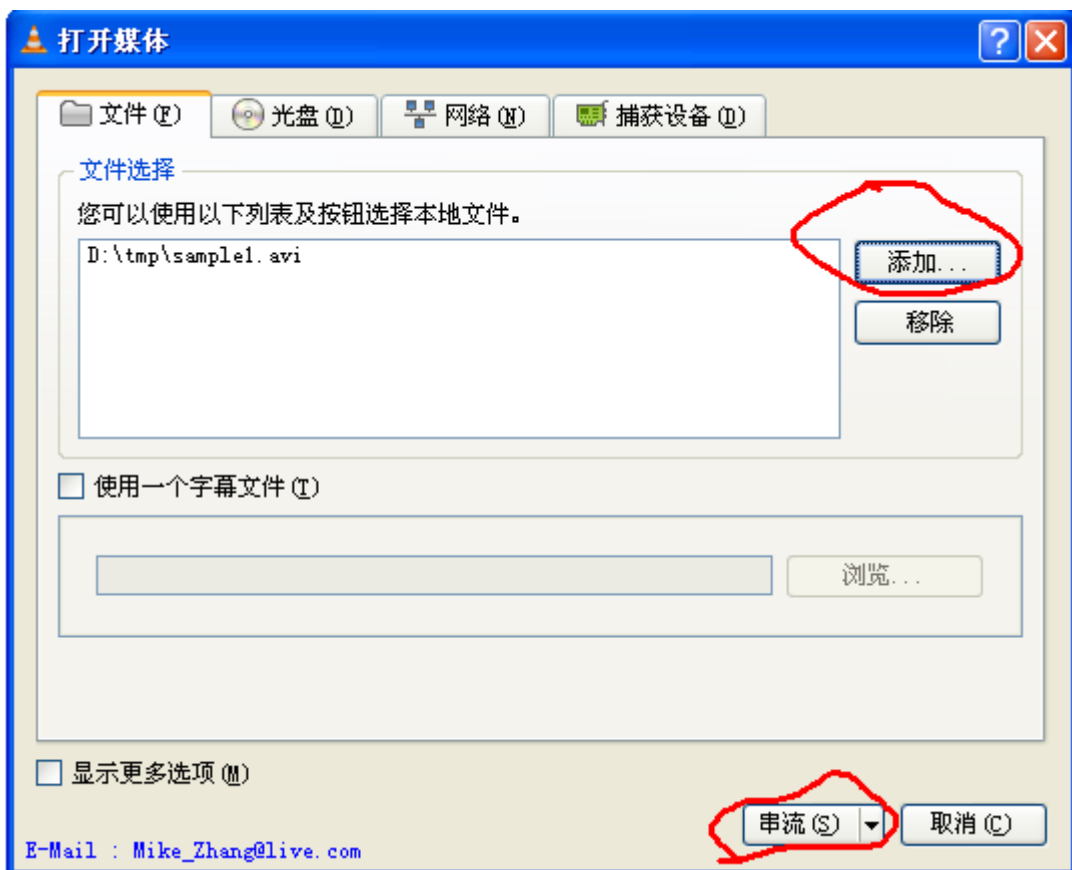 打开媒体
文件(F) 光盘(D) 网络(N) 捕获设备(D)
文件选择
您可以使用以下列表及按钮选择本地文件。
D:\tmp\sample1.avi
添加...
移除
使用一个字幕文件(T)
浏览...
显示更多选项(M)
串流(S) 取消(C)
E-Mail : Mike_Zhang@live.com